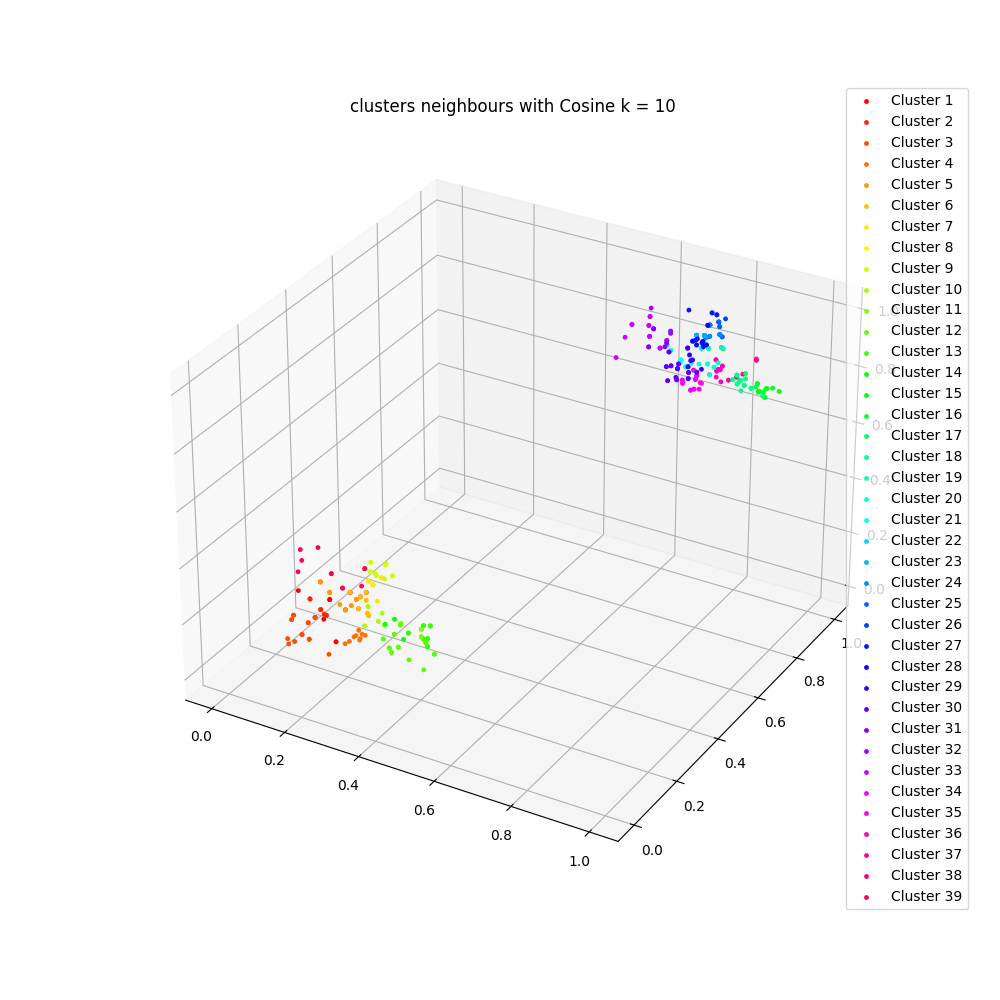 clusters neighbours with Cosine k = 10
Cluster 1
Cluster 2
Cluster 3
Cluster 4
Cluster 5
Cluster 6
Cluster 7
Cluster 8
Cluster 9
Cluster 10
Cluster 11
Cluster 12
Cluster 13
Cluster 14
Cluster 15
Cluster 16
Cluster 17
Cluster 18
Cluster 19
Cluster 20
Cluster 21
Cluster 22
Cluster 23
Cluster 24
Cluster 25
Cluster 26
Cluster 27
Cluster 28
Cluster 29
Cluster 30
Cluster 31
Cluster 32
Cluster 33
Cluster 34
Cluster 35
Cluster 36
Cluster 37
Cluster 38
Cluster 39
0.0
0.2
0.4
0.6
0.8
1.0
0.0
0.2
0.4
0.6
0.8
1.0
0.0
0.2
0.4
0.6
0.8
1.0